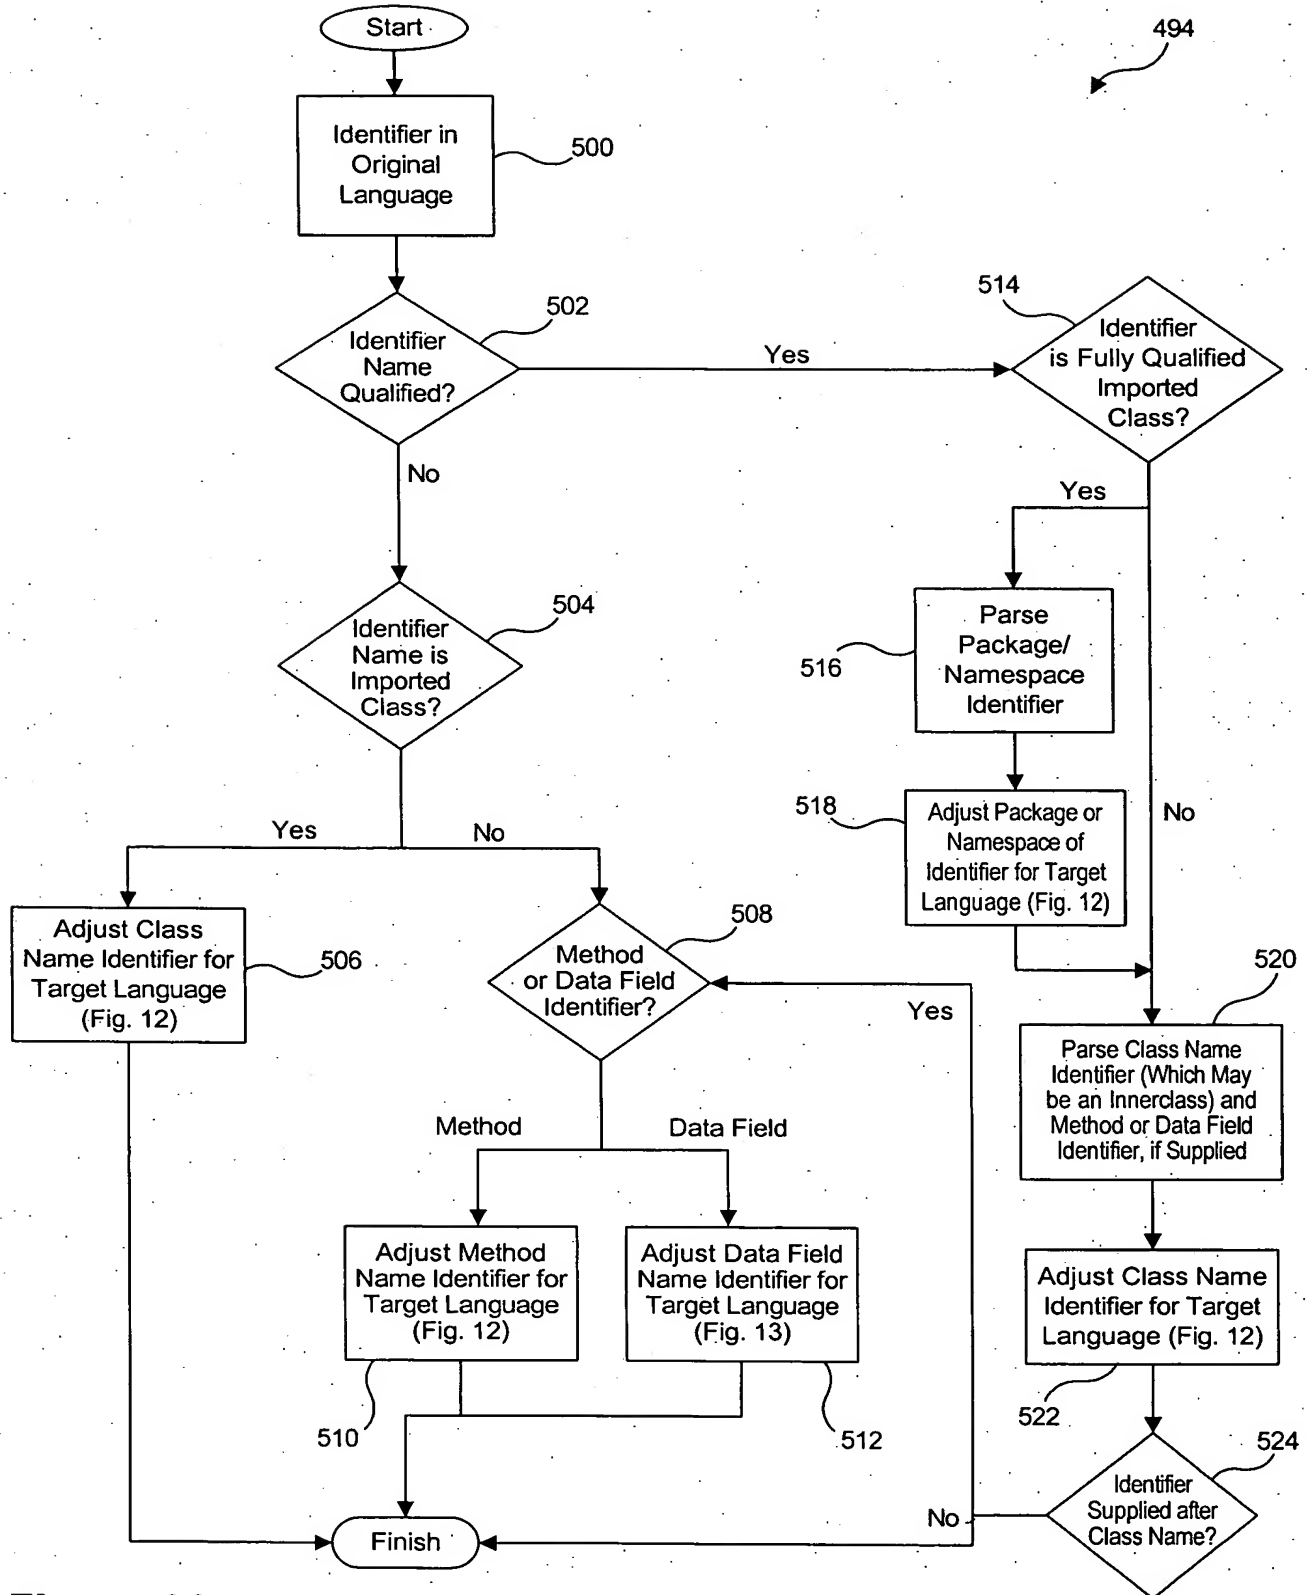 Start
494
Identifier in
Original
Language
500
Identifier
Name
Qualified?
502
Yes
514
Identifier
is Fully Qualified
Imported
Class?
No
Yes
Identifier
Name is
Imported
Class?
504
Parse
Package/
Namespace
Identifier
516
518
Adjust Package or
Namespace of
Identifier for Target
Language (Fig. 12)
No
Yes
No
Adjust Class
Name Identifier for
Target Language
(Fig. 12)
506
Method
or Data Field
Identifier?
508
Yes
520
Parse Class Name
Identifier (Which May
be an Innerclass) and
Method or Data Field
Identifier, if Supplied
Method
Data Field
Adjust Method
Name Identifier for
Target Language
(Fig. 12)
Adjust Data Field
Name Identifier for
Target Language
(Fig. 13)
Adjust Class Name
Identifier for Target
Language (Fig. 12)
510
512
522
524
Identifier
Supplied after
Class Name?
No
Finish